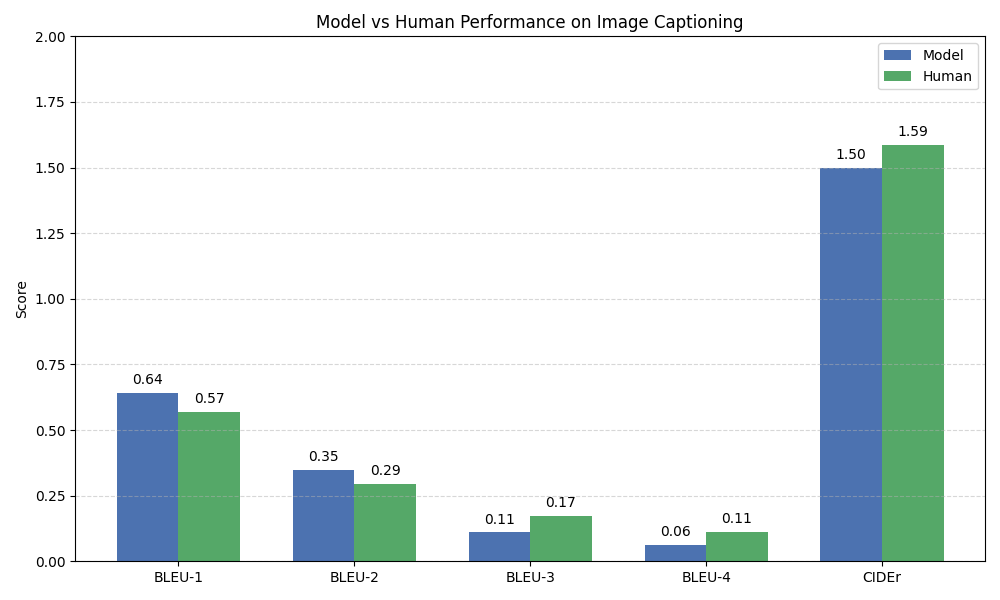 Model vs Human Performance on Image Captioning
Model
Human
Score
2.00
1.75
1.50
1.25
1.00
0.75
0.50
0.25
0.00
0.64
0.57
0.35
0.29
0.11
0.17
0.06
0.11
1.50
1.59
BLEU-1
BLEU-2
BLEU-3
BLEU-4
CIDEr